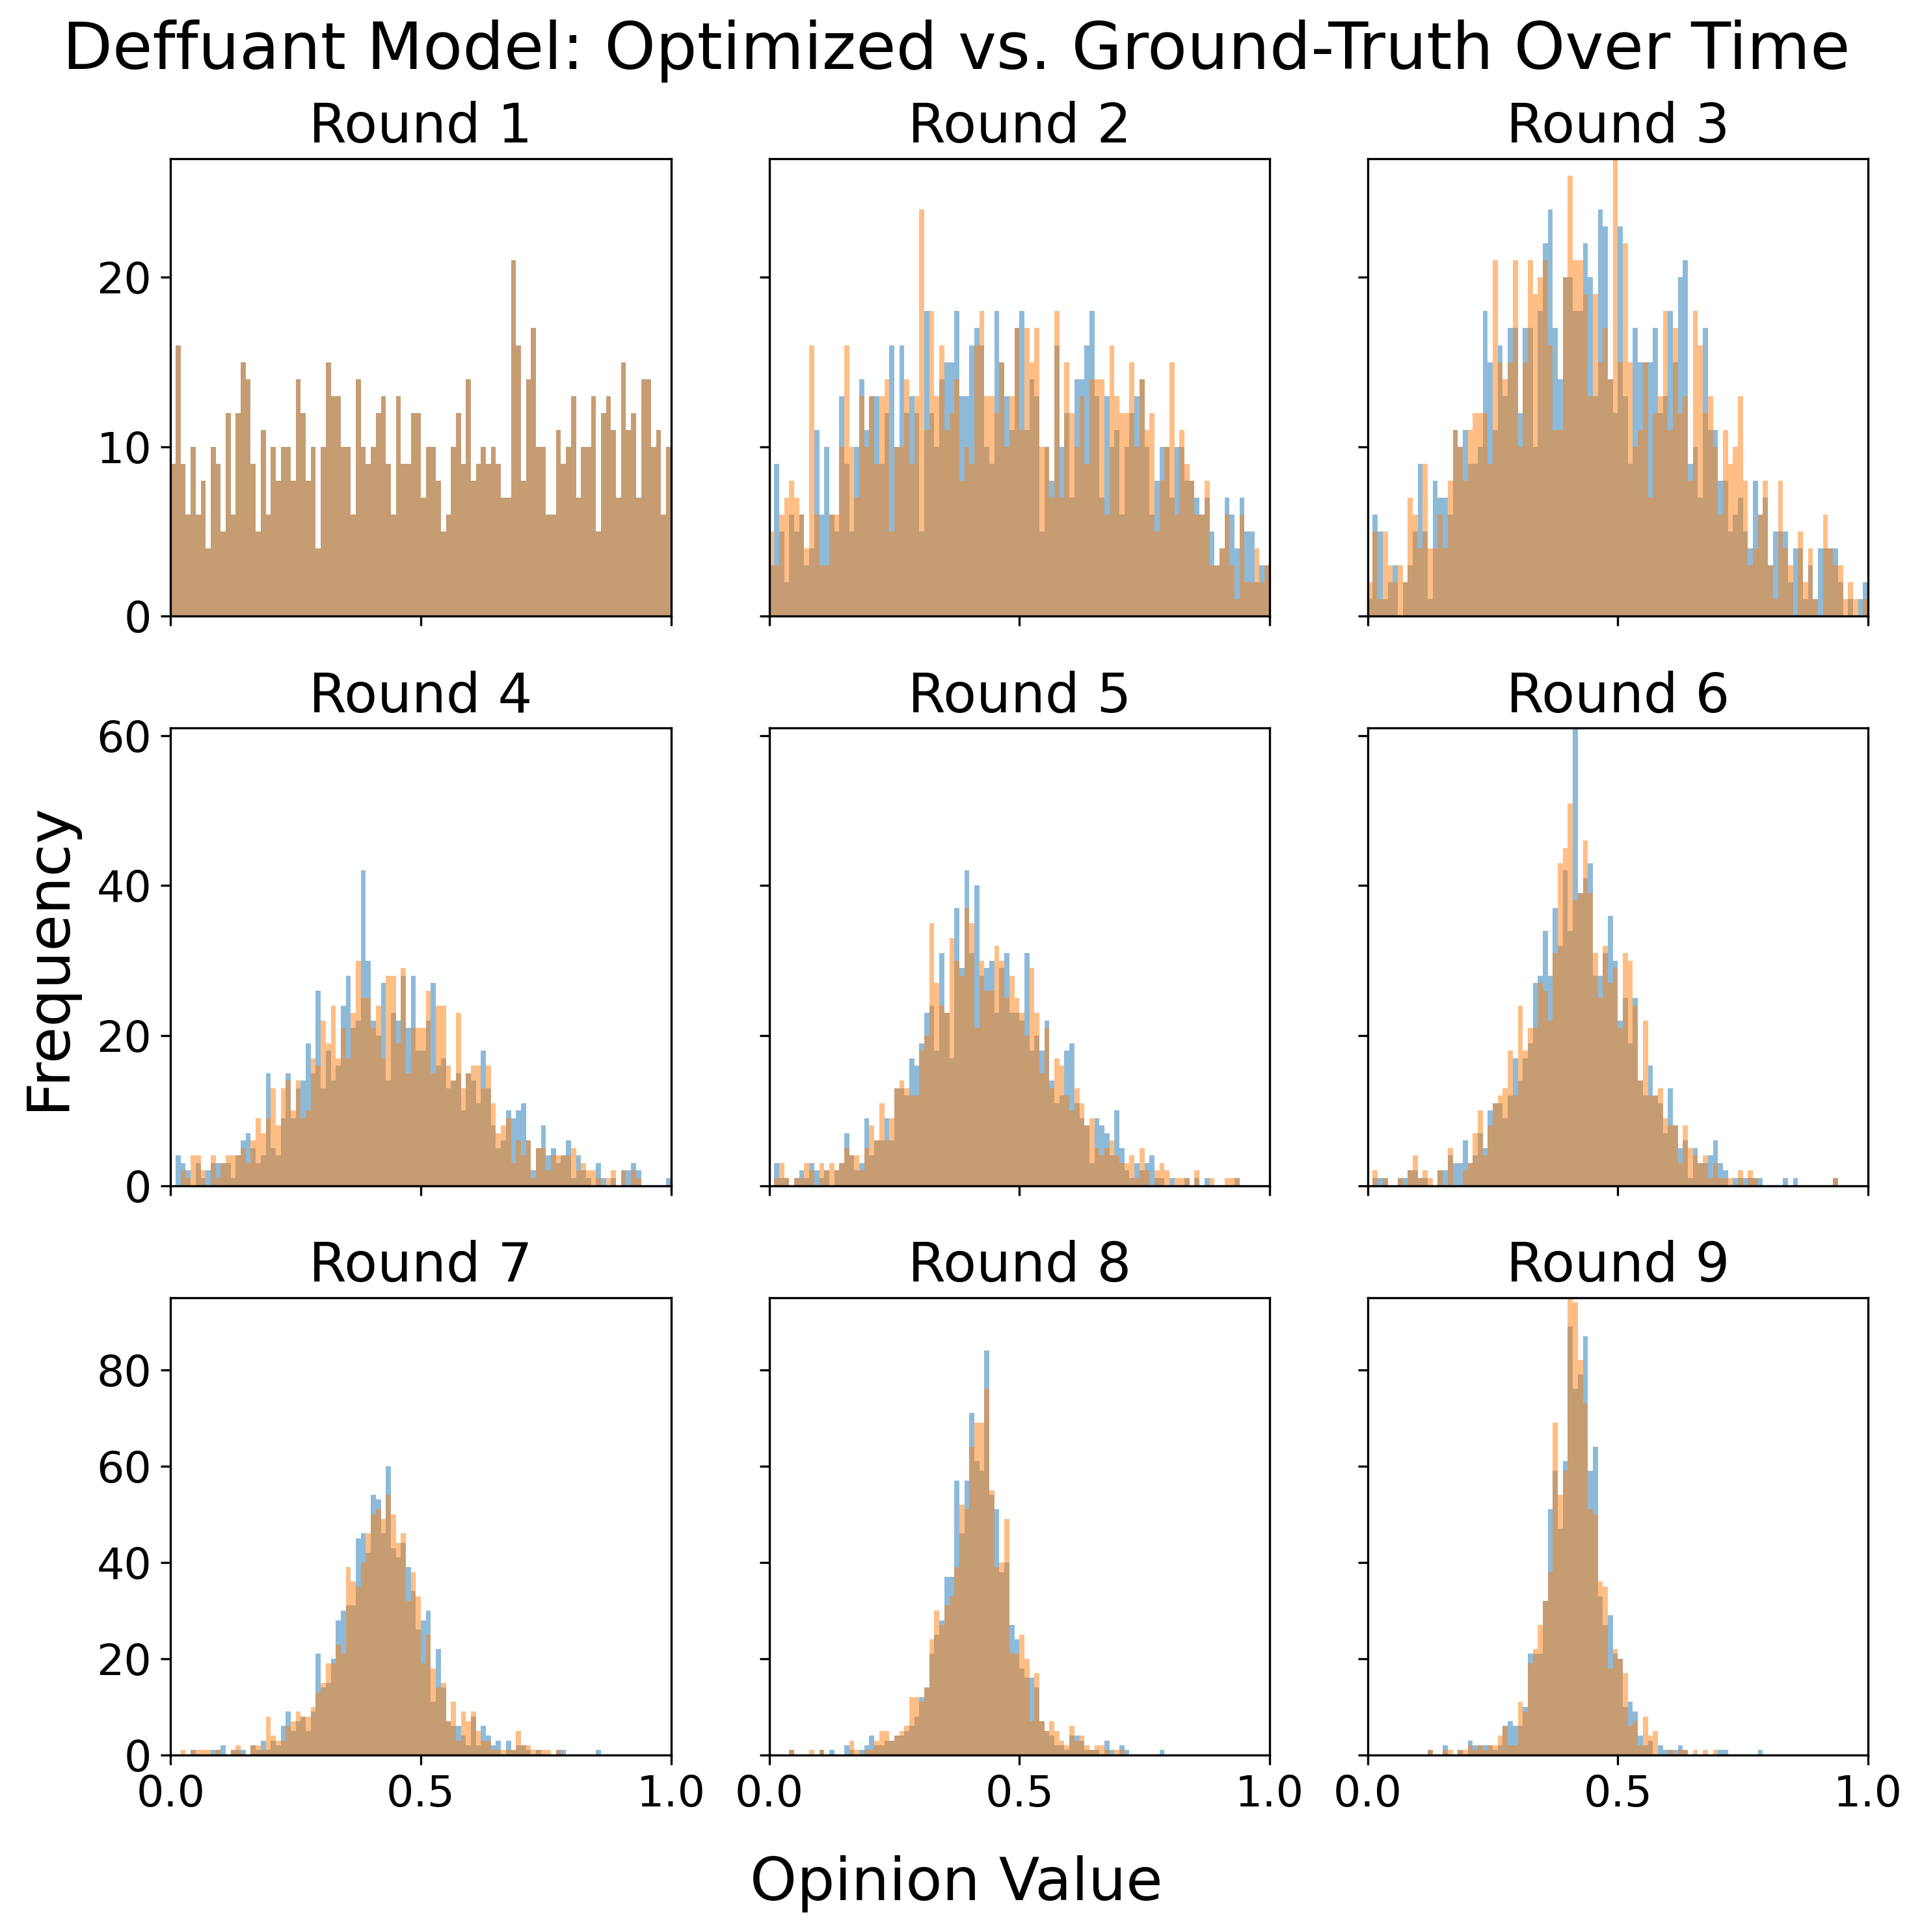 Deffuant Model: Optimized vs. Ground-Truth Over Time
Round 1 Round 2 Round 3
20
10
0
Round 4 Round 5 Round 6
60
40
20
0
Frequency
Round 7 Round 8 Round 9
80
60
40
20
0
0.0 0.5 1.0 0.0 0.5 1.0 0.0 0.5 1.0
Opinion Value